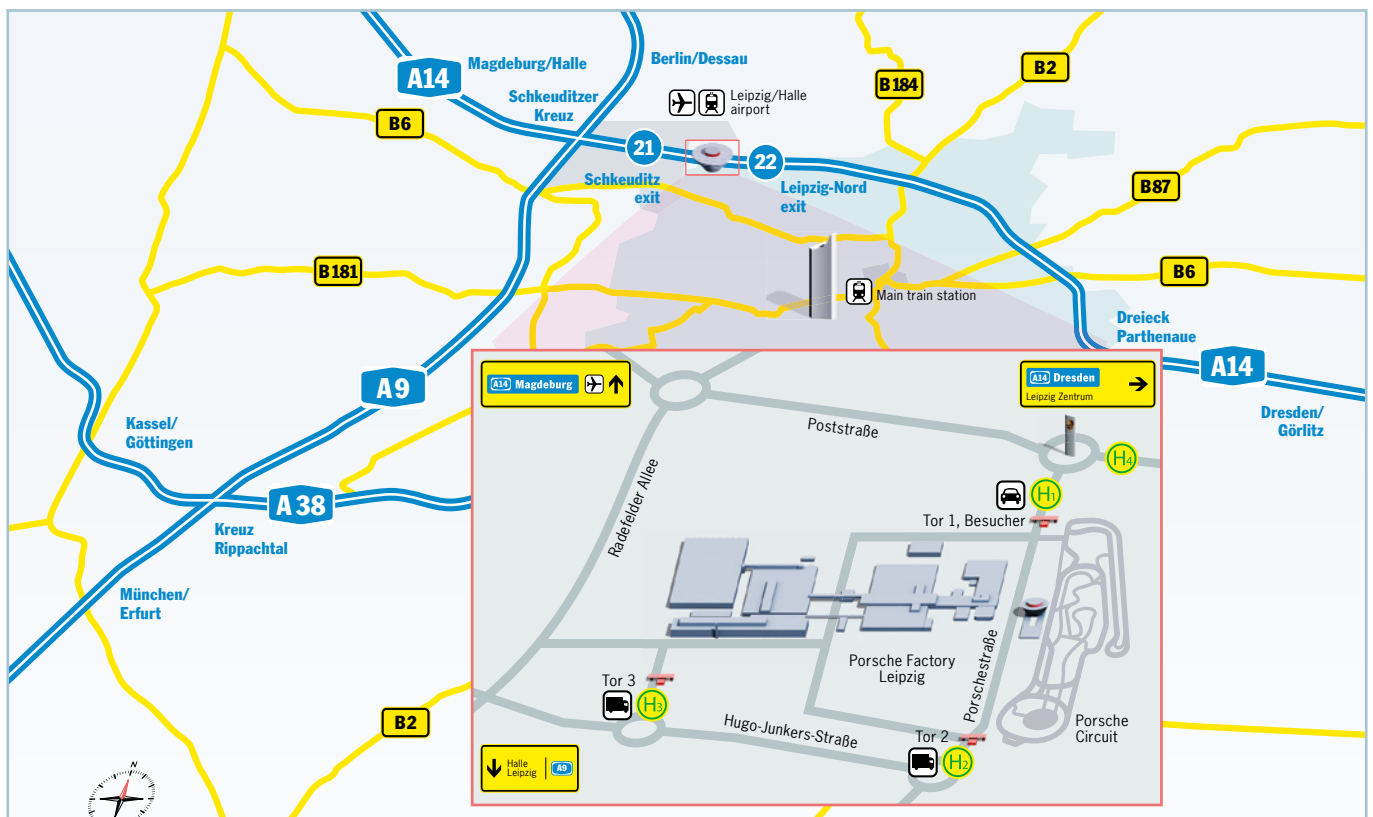 A14
Magdeburg/Halle
Berlin/Dessau
Schkeuditzer
Kreuz
Leipzig/Halle
airport
B 184
B2
B6
21
22
Schkeuditz
exit
Leipzig-Nord
exit
B87
B 181
B6
Main train station
Dreieck
Parthenaue
A9
A14
Kassel/
Göttingen
Dresden/
Görlitz
A 38
Kreuz
Rippachtal
München/
Erfurt
B2
N
A14 Magdeburg
A14 Dresden
Leipzig Zentrum
Poststraße
H4
Radefelder Allee
H1
Tor 1, Besucher
Porsche Factory
Leipzig
Porschestraße
Tor 3
H3
Hugo-Junkers-Straße
Tor 2
H2
Porsche
Circuit
Halle
Leipzig
A9